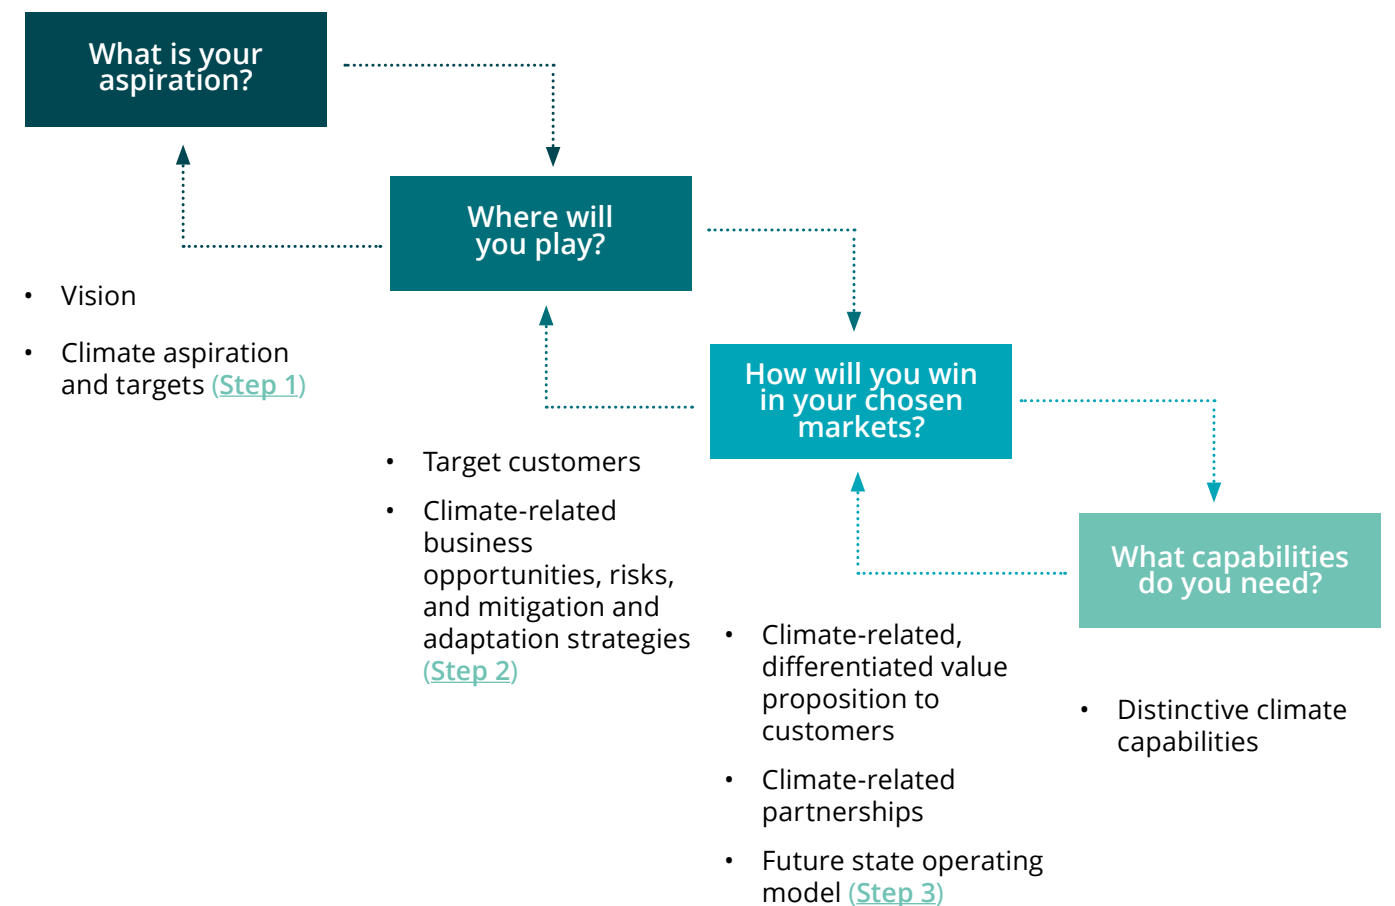 What is your
aspiration?
Where will
you play?
• Vision
• Climate aspiration
and targets (Step 1)
How will you win
in your chosen
markets?
• Target customers
• Climate-related
business
opportunities, risks,
and mitigation and
adaptation strategies
(Step 2)
What capabilities
do you need?
• Climate-related,
differentiated value
proposition to
customers
• Climate-related
partnerships
• Future state operating
model (Step 3)
• Distinctive climate
capabilities